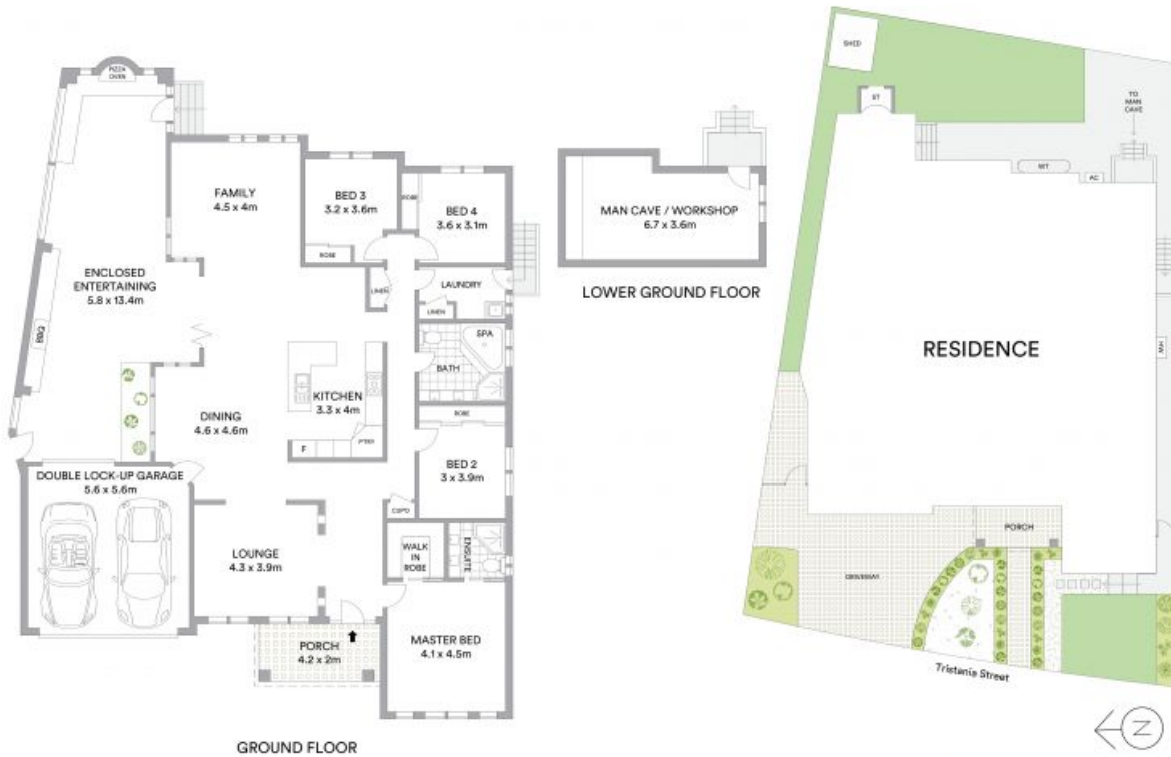 PIZZA
OVEN
FAMILY
4.5 x 4m
BED 3
3.2 x 3.6m
ROBE
ROBE
BED 4
3.6 x 3.1m
ENCLOSED
ENTERTAINING
5.8 x 13.4m
BBQ
LINEN
LAUNDRY
LINEN
SPA
BATH
KITCHEN
3.3 x 4m
DINING
4.6 x 4.6m
F
P'TRY
ROBE
BED 2
3 x 3.9m
DOUBLE LOCK-UP GARAGE
5.6 x 5.6m
CUPD
LOUNGE
4.3 x 3.9m
WALK
IN
ROBE
ENSUITE
PORCH
4.2 x 2m
MASTER BED
4.1 x 4.5m
GROUND FLOOR
MAN CAVE / WORKSHOP
6.7 x 3.6m
LOWER GROUND FLOOR
SHED
ST
TO
MAN
CAVE
WT
AC
RESIDENCE
HW
PORCH
DRIVEWAY
Tristania Street
N